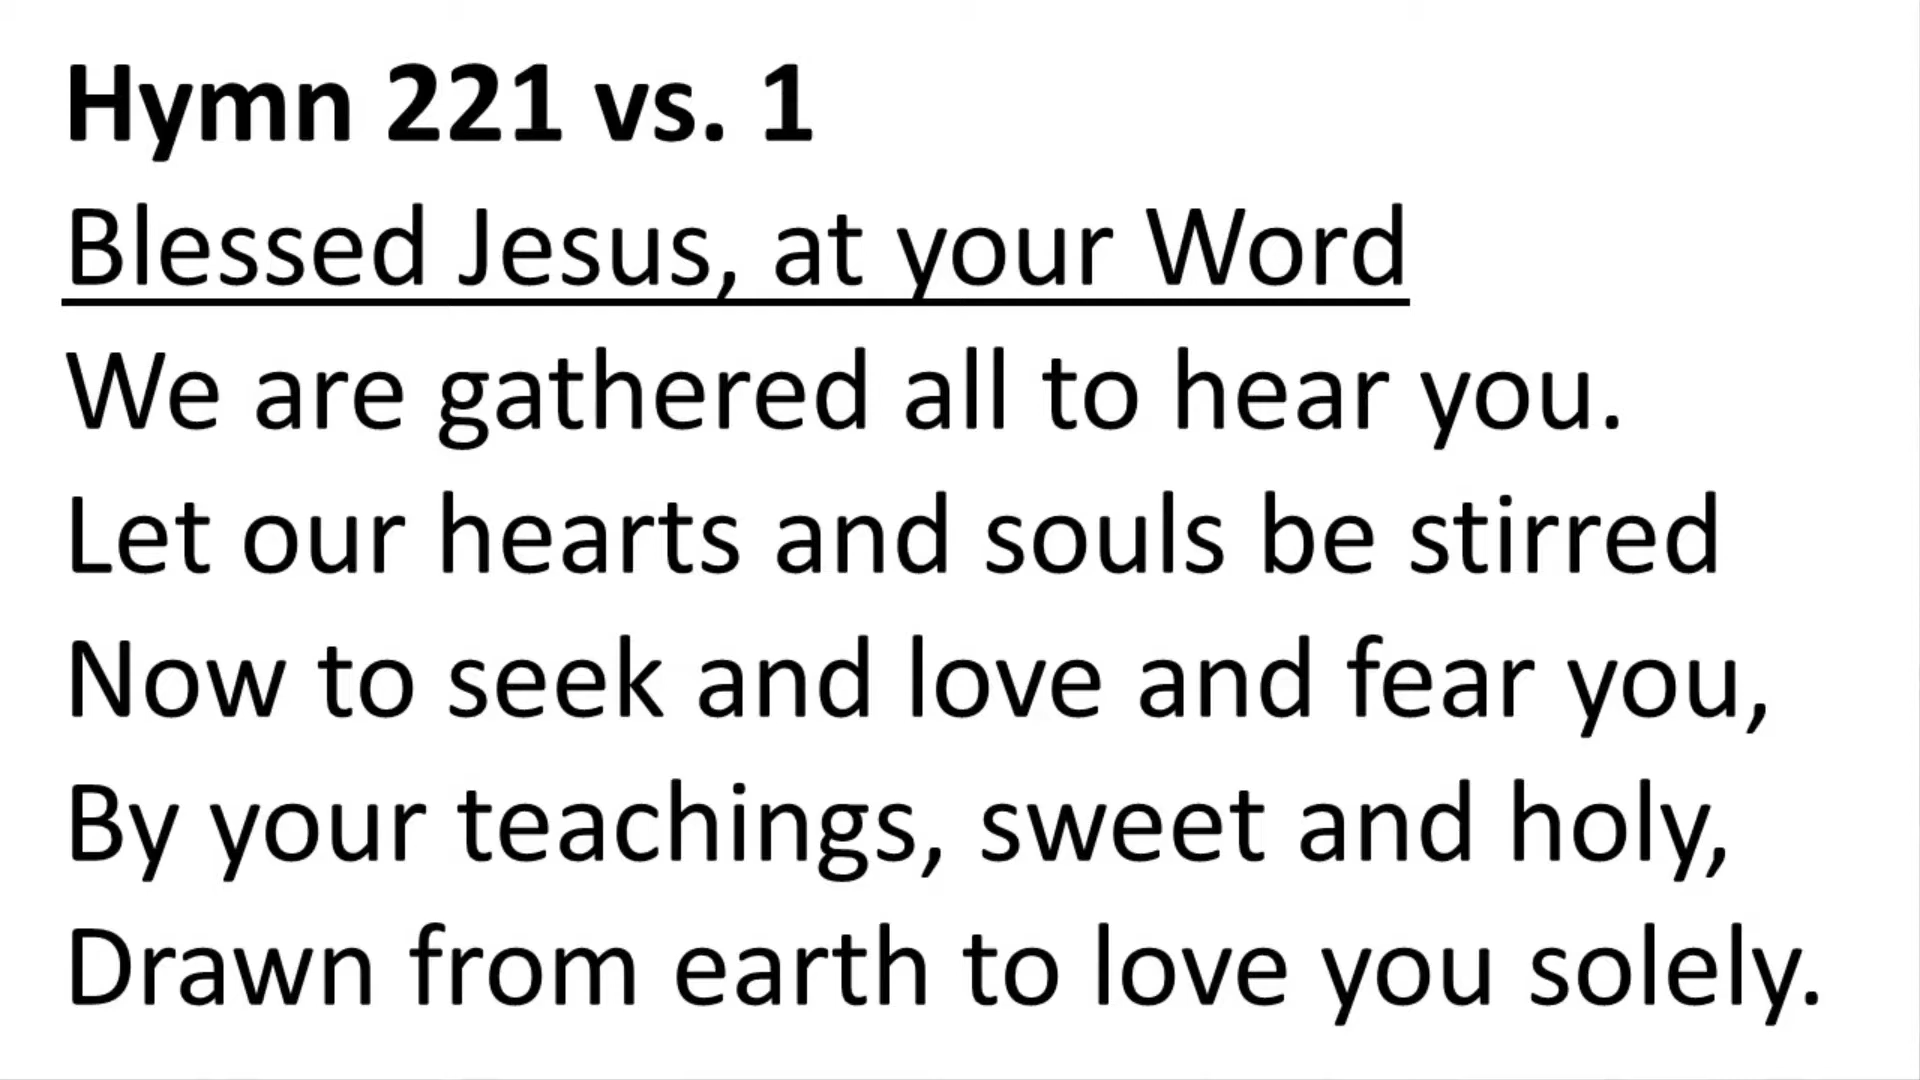 Hymn 221 vs. 1
Blessed Jesus, at your Word
We are gathered all to hear you.
Let our hearts and souls be stirred
Now to seek and love and fear you,
By your teachings, sweet and holy,
Drawn from earth to love you solely.